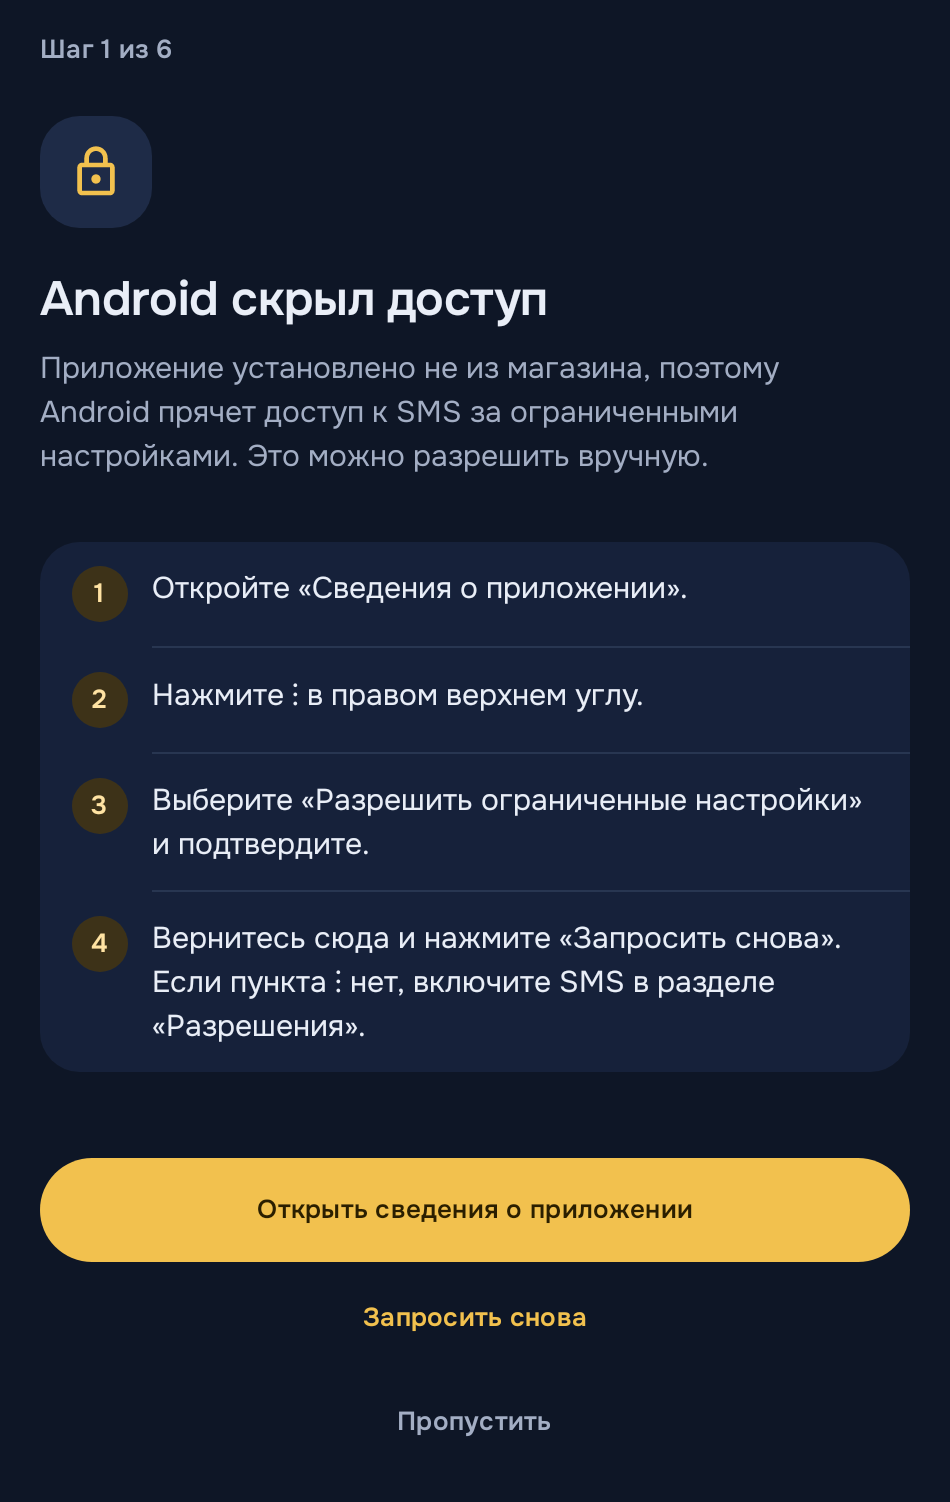 Шаг 1 из 6
Android скрыл доступ
Приложение установлено не из магазина, поэтому
Android прячет доступ к SMS за ограниченными
настройками. Это можно разрешить вручную.
1 Откройте «Сведения о приложении».
2 Нажмите ⋮ в правом верхнем углу.
3 Выберите «Разрешить ограниченные настройки»
и подтвердите.
4 Вернитесь сюда и нажмите «Запросить снова».
Если пункта ⋮ нет, включите SMS в разделе
«Разрешения».
Открыть сведения о приложении
Запросить снова
Пропустить